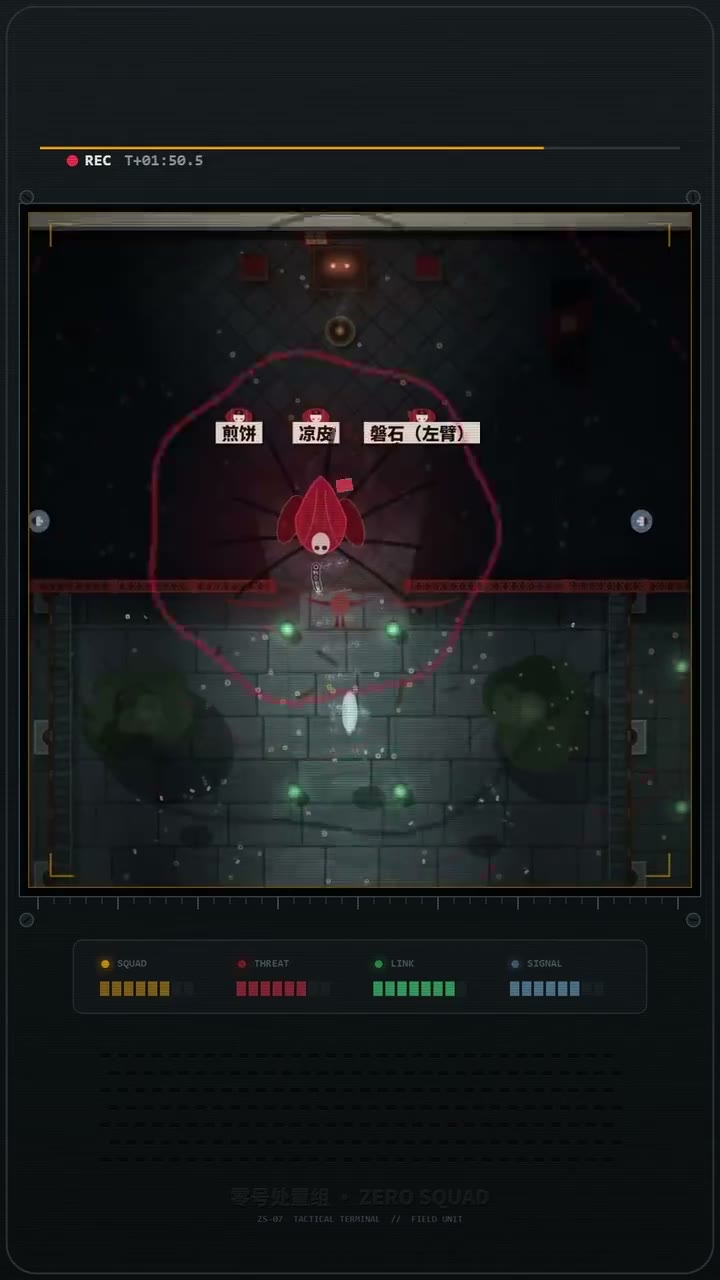 REC T+01:50.5
煎饼 凉皮 磐石（左臂）
SQUAD THREAT LINK SIGNAL
零号处置组 · ZERO SQUAD
ZS-07 TACTICAL TERMINAL // FIELD UNIT